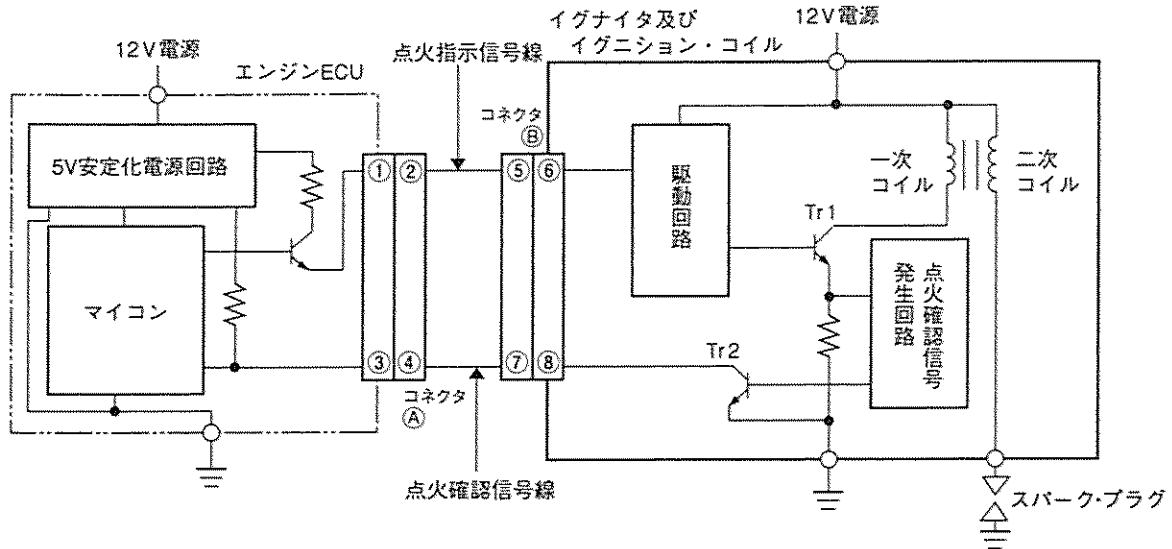 12V電源
エンジンECU
5V安定化電源回路
マイコン
点火指示信号線
コネクタ
Ⓑ
① ② ⑤ ⑥
③ ④ ⑦ ⑧
コネクタ
Ⓐ
点火確認信号線
イグナイタ及び
イグニション・コイル
12V電源
駆動回路
一次
コイル
二次
コイル
Tr1
Tr2
点火確認信号
発生回路
スパーク・プラグ